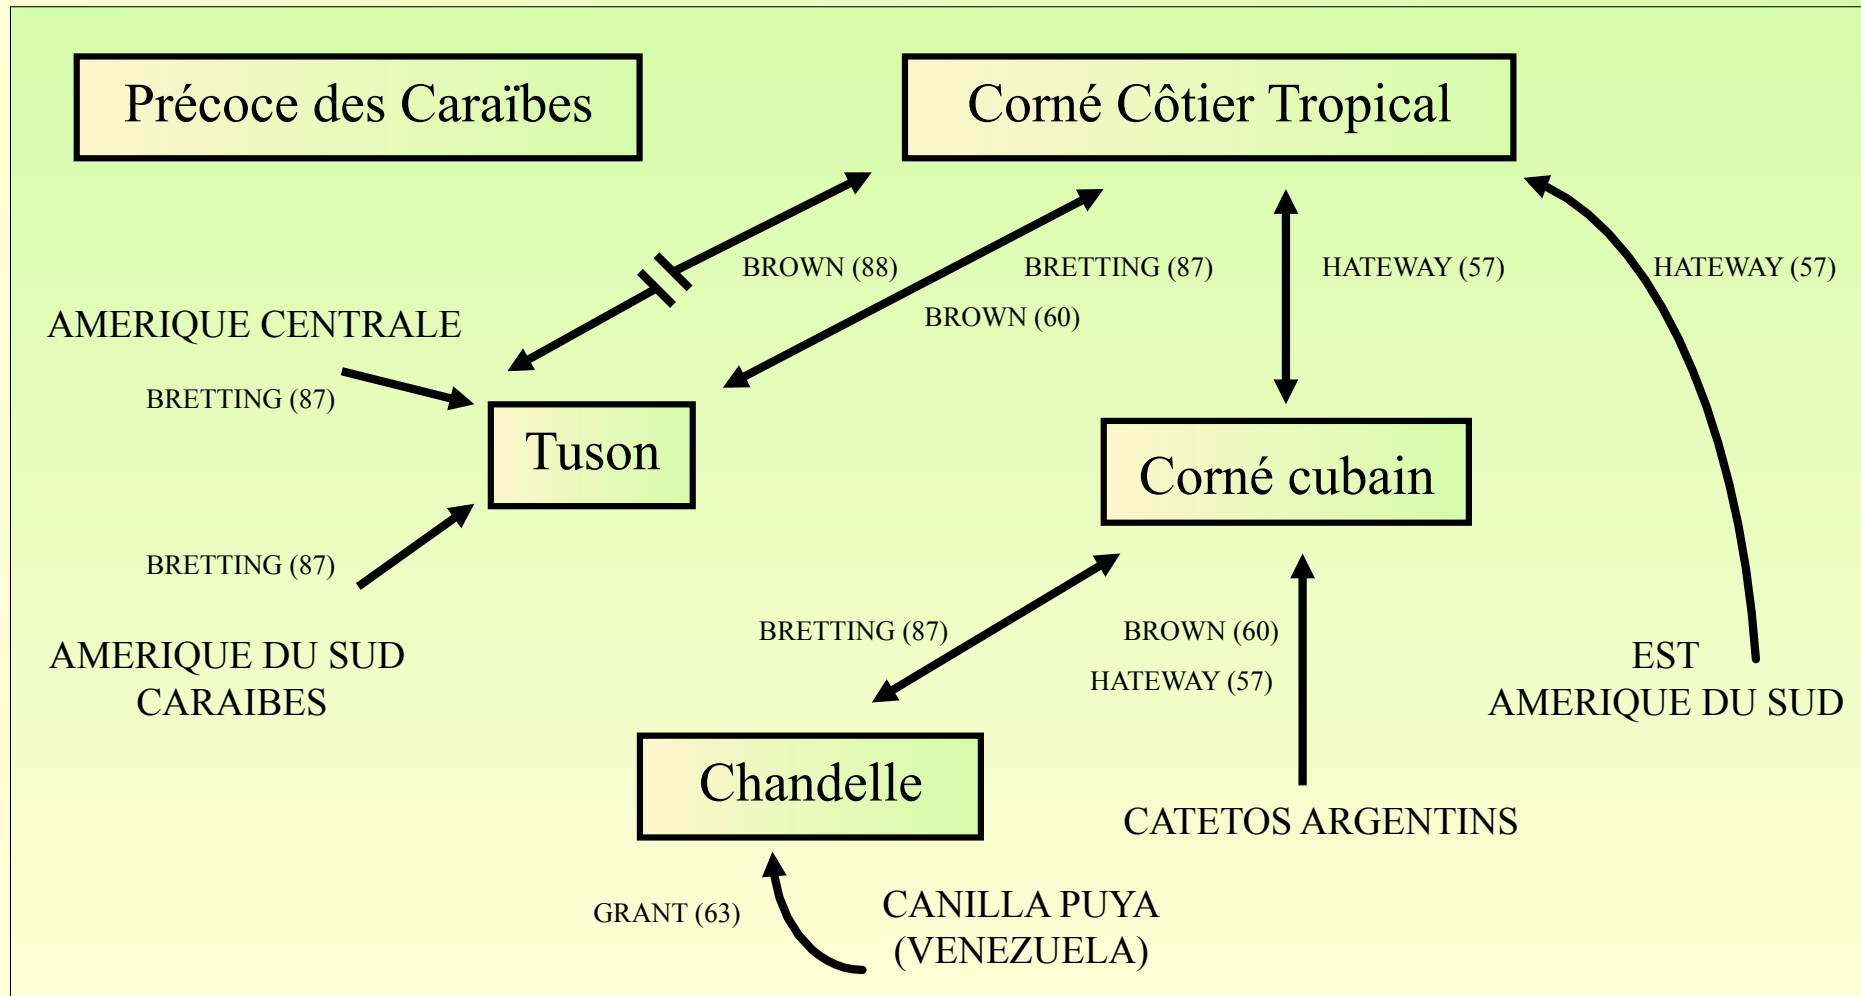 Précoce des Caraïbes
Corné Côtier Tropical
BROWN (88)
BRETTING (87)
HATEWAY (57)
HATEWAY (57)
BROWN (60)
AMERIQUE CENTRALE
BRETTING (87)
Tuson
Corné cubain
BRETTING (87)
AMERIQUE DU SUD
CARAIBES
BRETTING (87)
BROWN (60)
HATEWAY (57)
EST
AMERIQUE DU SUD
Chandelle
CATETOS ARGENTINS
GRANT (63)
CANILLA PUYA
(VENEZUELA)